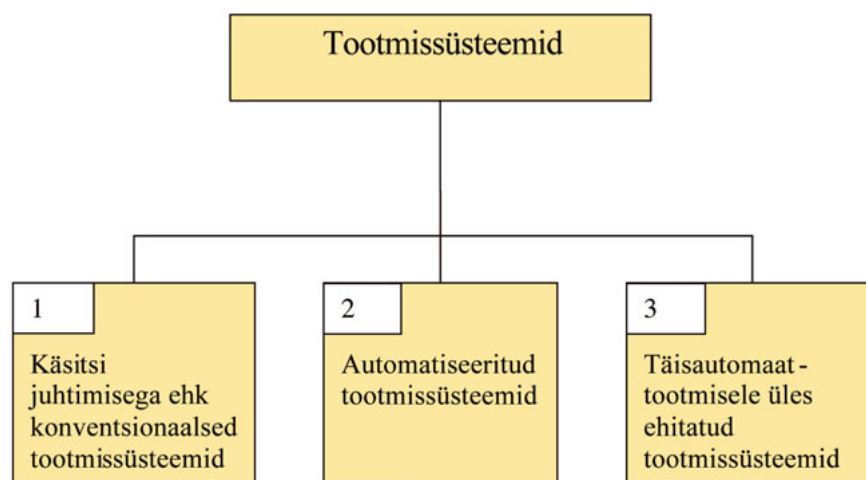 Tootmissüsteemid
1
Käsitsi
juhtimisega ehk
konventsionaalsed
tootmissüsteemid
2
Automatiseeritud
tootmissüsteemid
3
Täisautomaat-
tootmisele üles
ehitatud
tootmissüsteemid